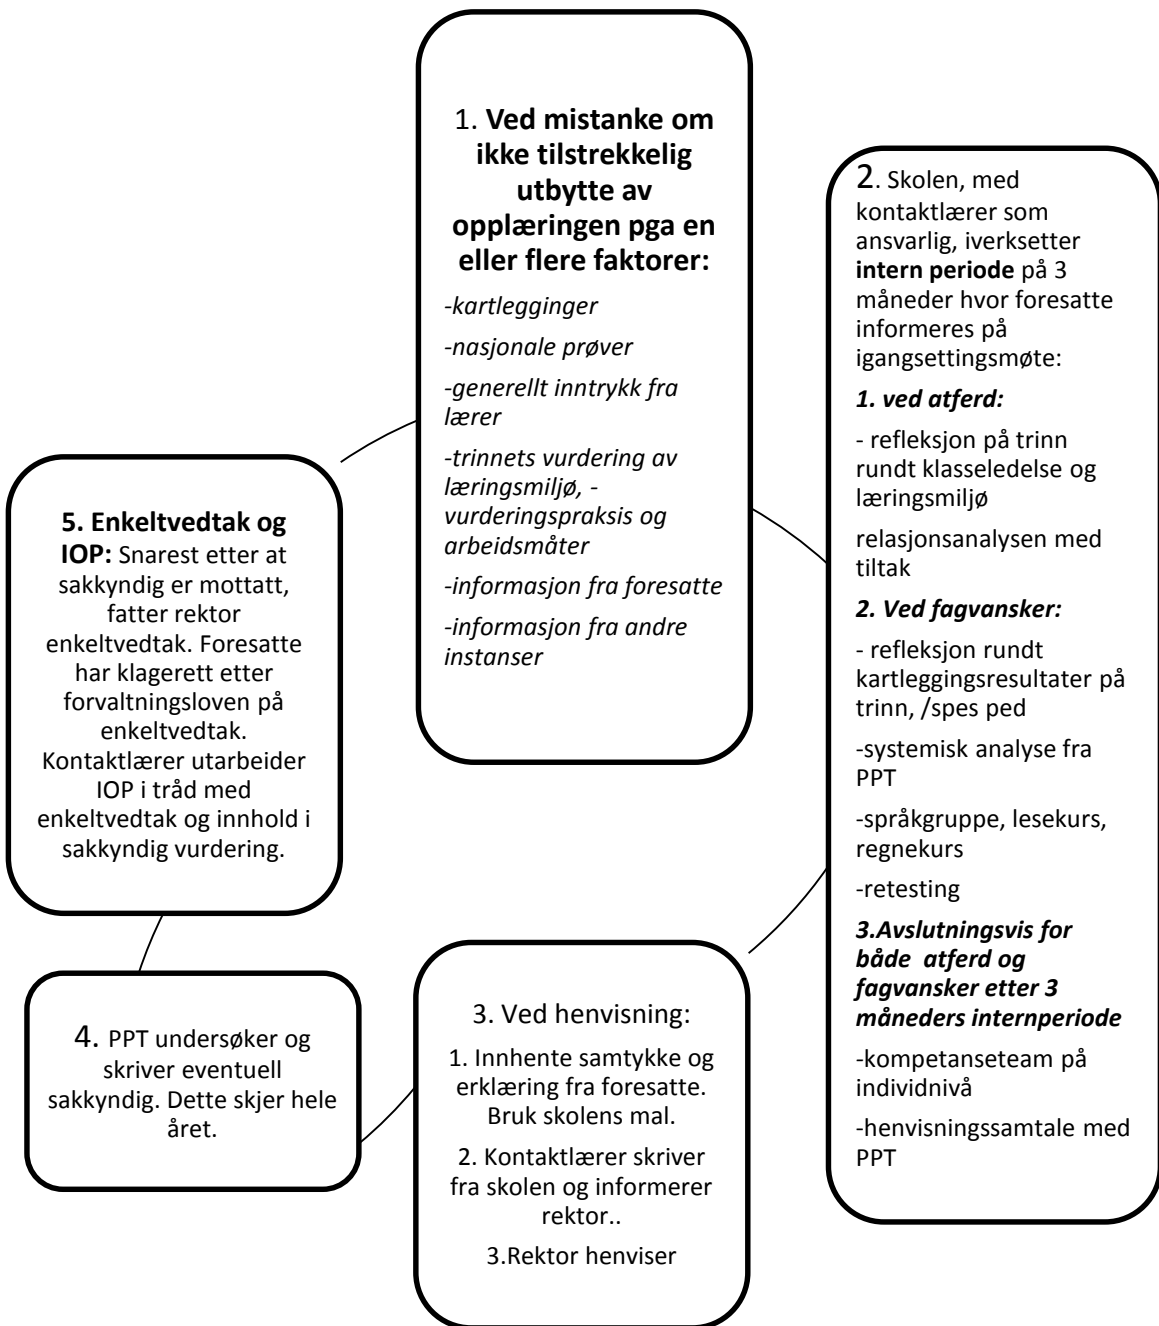 1. Ved mistanke om
ikke tilstrekkelig
utbytte av
opplæringen pga en
eller flere faktorer:
-kartlegginger
-nasjonale prøver
-generellt inntrykk fra
lærer
-trinnets vurdering av
læringsmiljø, -
vurderingspraksis og
arbeidsmåter
-informasjon fra foresatte
-informasjon fra andre
instanser
2. Skolen, med
kontaktlærer som
ansvarlig, iverksetter
intern periode på 3
måneder hvor foresatte
informeres på
igangsettingsmøte:
1. ved atferd:
- refleksjon på trinn
rundt klasseledelse og
læringsmiljø
relasjonsanalysen med
tiltak
2. Ved fagvansker:
- refleksjon rundt
kartleggingsresultater på
trinn, /spes ped
-systemisk analyse fra
PPT
-språkgruppe, lesekurs,
regnekurs
-retesting
3.Avslutningsvis for
både  atferd og
fagvansker etter 3
måneders internperiode
-kompetanseteam på
individnivå
-henvisningssamtale med
PPT
3. Ved henvisning:
1. Innhente samtykke og
erklæring fra foresatte.
Bruk skolens mal.
2. Kontaktlærer skriver
fra skolen og informerer
rektor..
3.Rektor henviser
4. PPT undersøker og
skriver eventuell
sakkyndig. Dette skjer hele
året.
5. Enkeltvedtak og
IOP: Snarest etter at
sakkyndig er mottatt,
fatter rektor
enkeltvedtak. Foresatte
har klagerett etter
forvaltningsloven på
enkeltvedtak.
Kontaktlærer utarbeider
IOP i tråd med
enkeltvedtak og innhold i
sakkyndig vurdering.